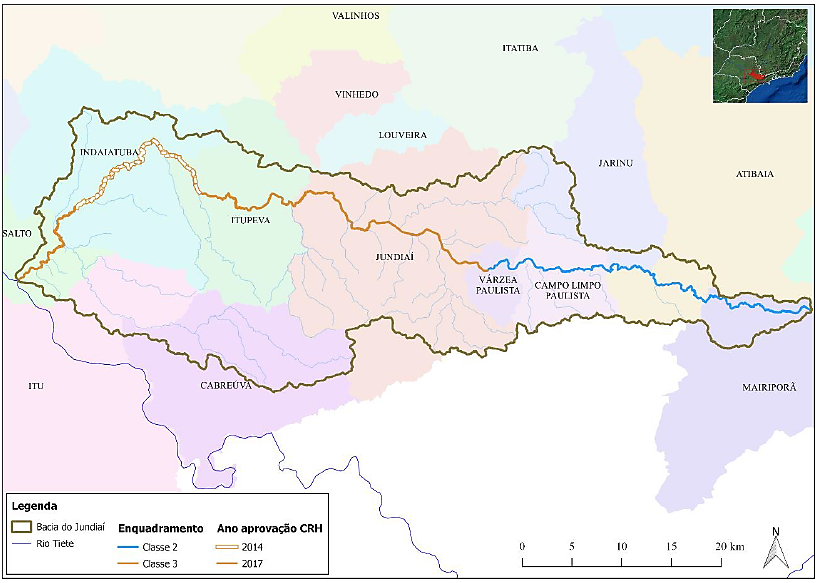 VALINHOS
ITATIBA
VINHEDO
LOUVEIRA
INDAIATUBA
JARINU
ATIBAIA
ITUPEVA
SALTO
JUNDIAÍ
VÁRZEA
PAULISTA
CAMPO LIMPO
PAULISTA
ITU
CABREÚVA
MAIRIPORÃ
Legenda
Bacia do Jundiaí
Rio Tiete
Enquadramento
Classe 2
Classe 3
Ano aprovação CRH
2014
2017
0 5 10 15 20 km
N